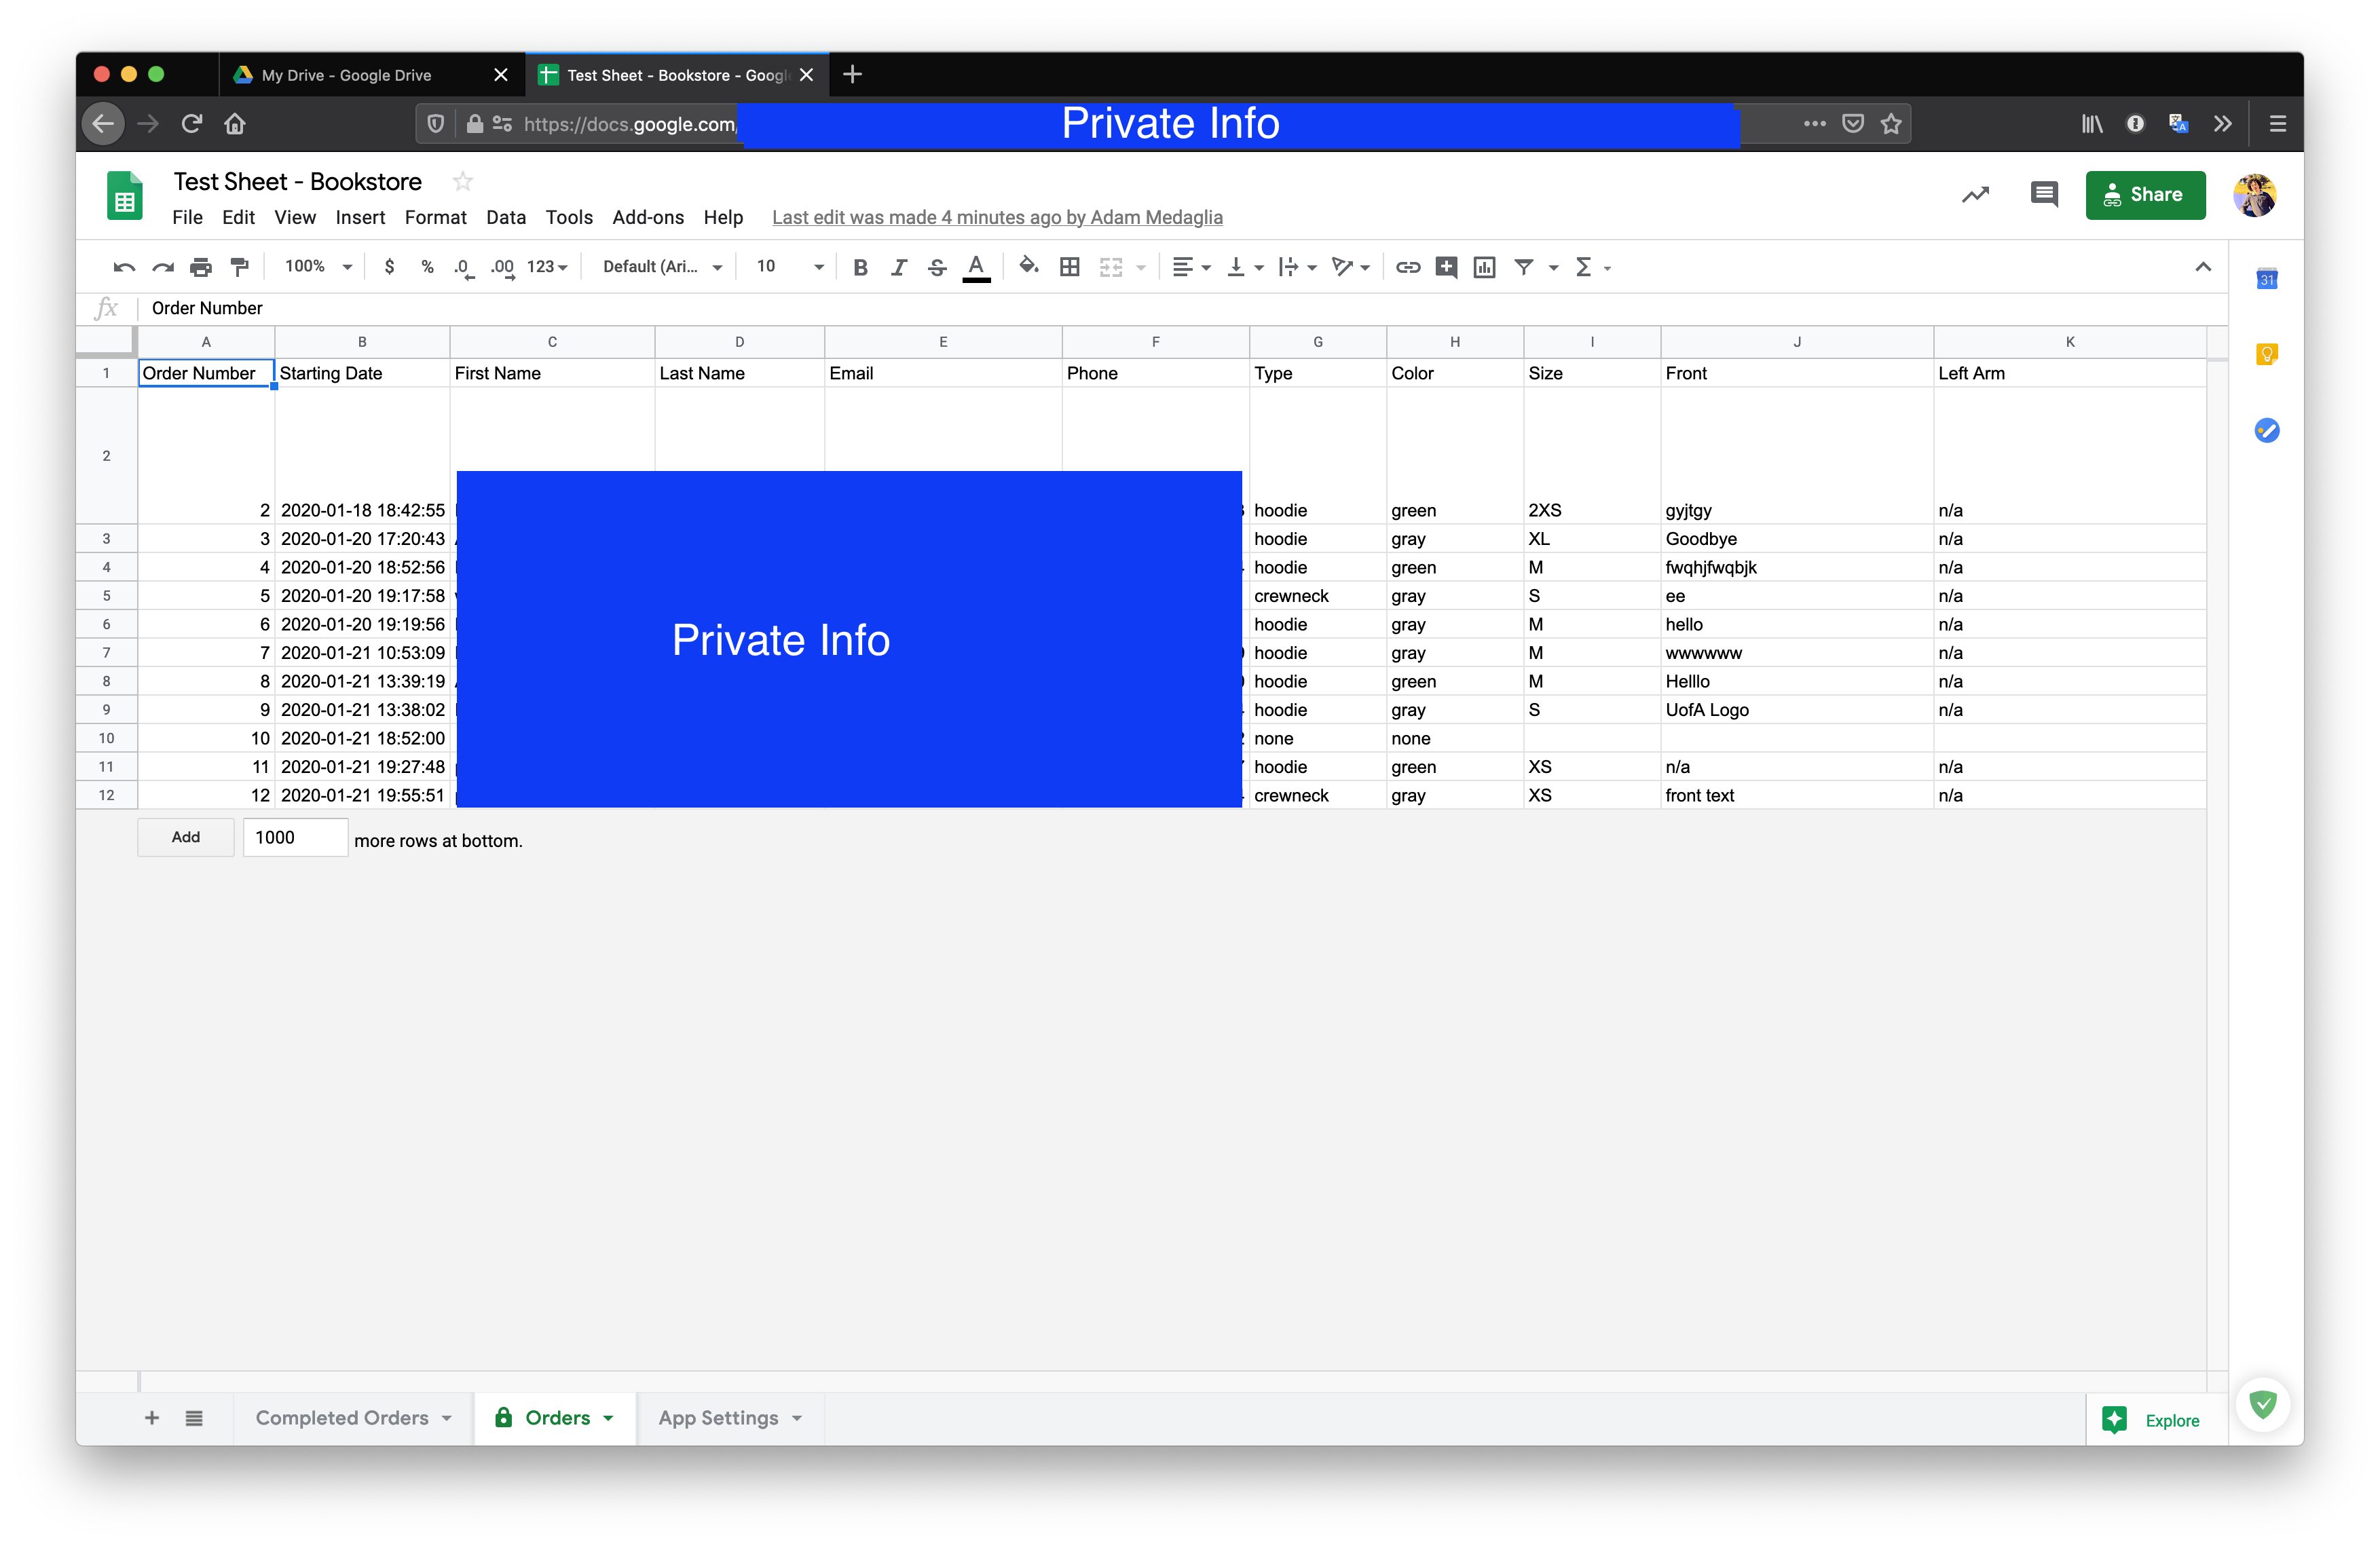 My Drive - Google Drive
Test Sheet - Bookstore - Googl
https://docs.google.com/
Private Info
Test Sheet - Bookstore
File Edit View Insert Format Data Tools Add-ons Help Last edit was made 4 minutes ago by Adam Medaglia
Share
100% $ % .0 .00 123 Default (Ari... 10 B I S A
31
fx Order Number
A B C D E F G H I J K
1 Order Number Starting Date First Name Last Name Email Phone Type Color Size Front Left Arm
2 2 2020-01-18 18:42:55 hoodie green 2XS gyjtgy n/a
3 3 2020-01-20 17:20:43 hoodie gray XL Goodbye n/a
4 4 2020-01-20 18:52:56 hoodie green M fwqhjfwqbjk n/a
5 5 2020-01-20 19:17:58 crewneck gray S ee n/a
6 6 2020-01-20 19:19:56 hoodie gray M hello n/a
7 7 2020-01-21 10:53:09 hoodie gray M wwwwww n/a
8 8 2020-01-21 13:39:19 hoodie green M Helllo n/a
9 9 2020-01-21 13:38:02 hoodie gray S UofA Logo n/a
10 10 2020-01-21 18:52:00 none none
11 11 2020-01-21 19:27:48 hoodie green XS n/a n/a
12 12 2020-01-21 19:55:51 crewneck gray XS front text n/a
Private Info
Add 1000 more rows at bottom.
Completed Orders Orders App Settings
Explore